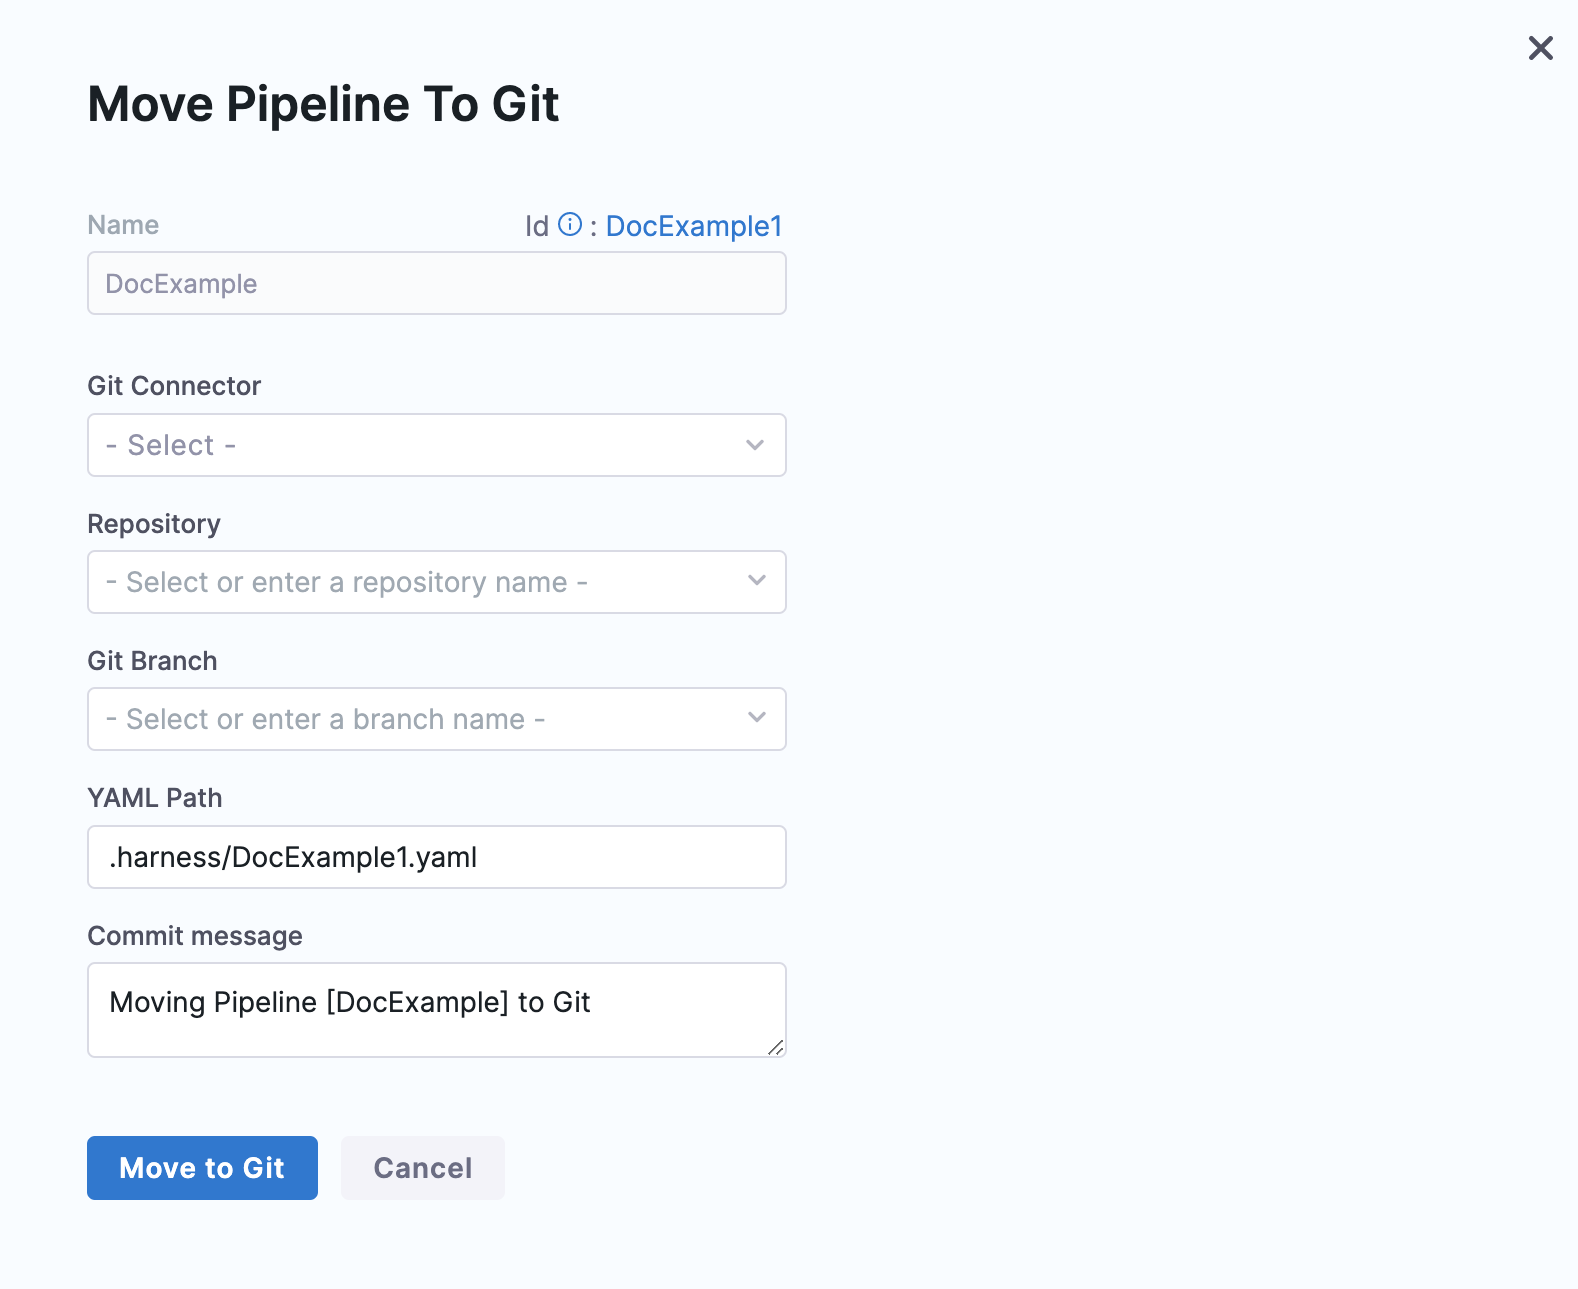 Move Pipeline To Git
Name
Id : DocExample1
DocExample
Git Connector
- Select -
Repository
- Select or enter a repository name -
Git Branch
- Select or enter a branch name -
YAML Path
.harness/DocExample1.yaml
Commit message
Moving Pipeline [DocExample] to Git
Move to Git
Cancel